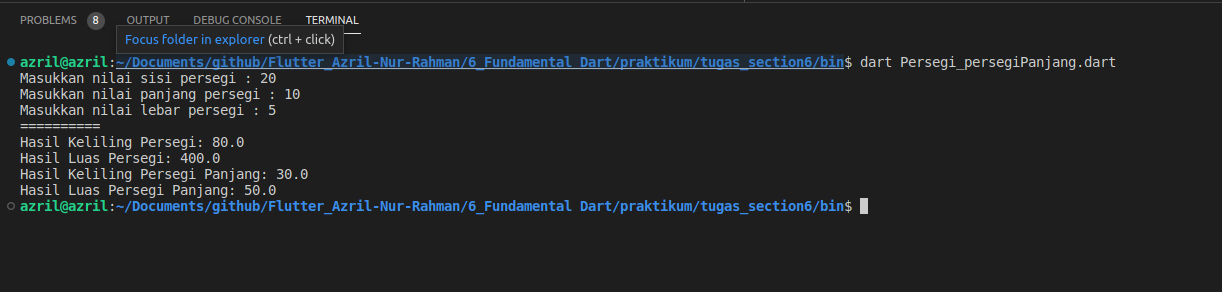 PROBLEMS 8 OUTPUT DEBUG CONSOLE TERMINAL
Focus folder in explorer (ctrl + click)
azril@azril:~/Documents/github/Flutter_Azril-Nur-Rahman/6_Fundamental Dart/praktikum/tugas_section6/bin$ dart Persegi_persegiPanjang.dart
Masukkan nilai sisi persegi : 20
Masukkan nilai panjang persegi : 10
Masukkan nilai lebar persegi : 5
==========
Hasil Keliling Persegi: 80.0
Hasil Luas Persegi: 400.0
Hasil Keliling Persegi Panjang: 30.0
Hasil Luas Persegi Panjang: 50.0
azril@azril:~/Documents/github/Flutter_Azril-Nur-Rahman/6_Fundamental Dart/praktikum/tugas_section6/bin$